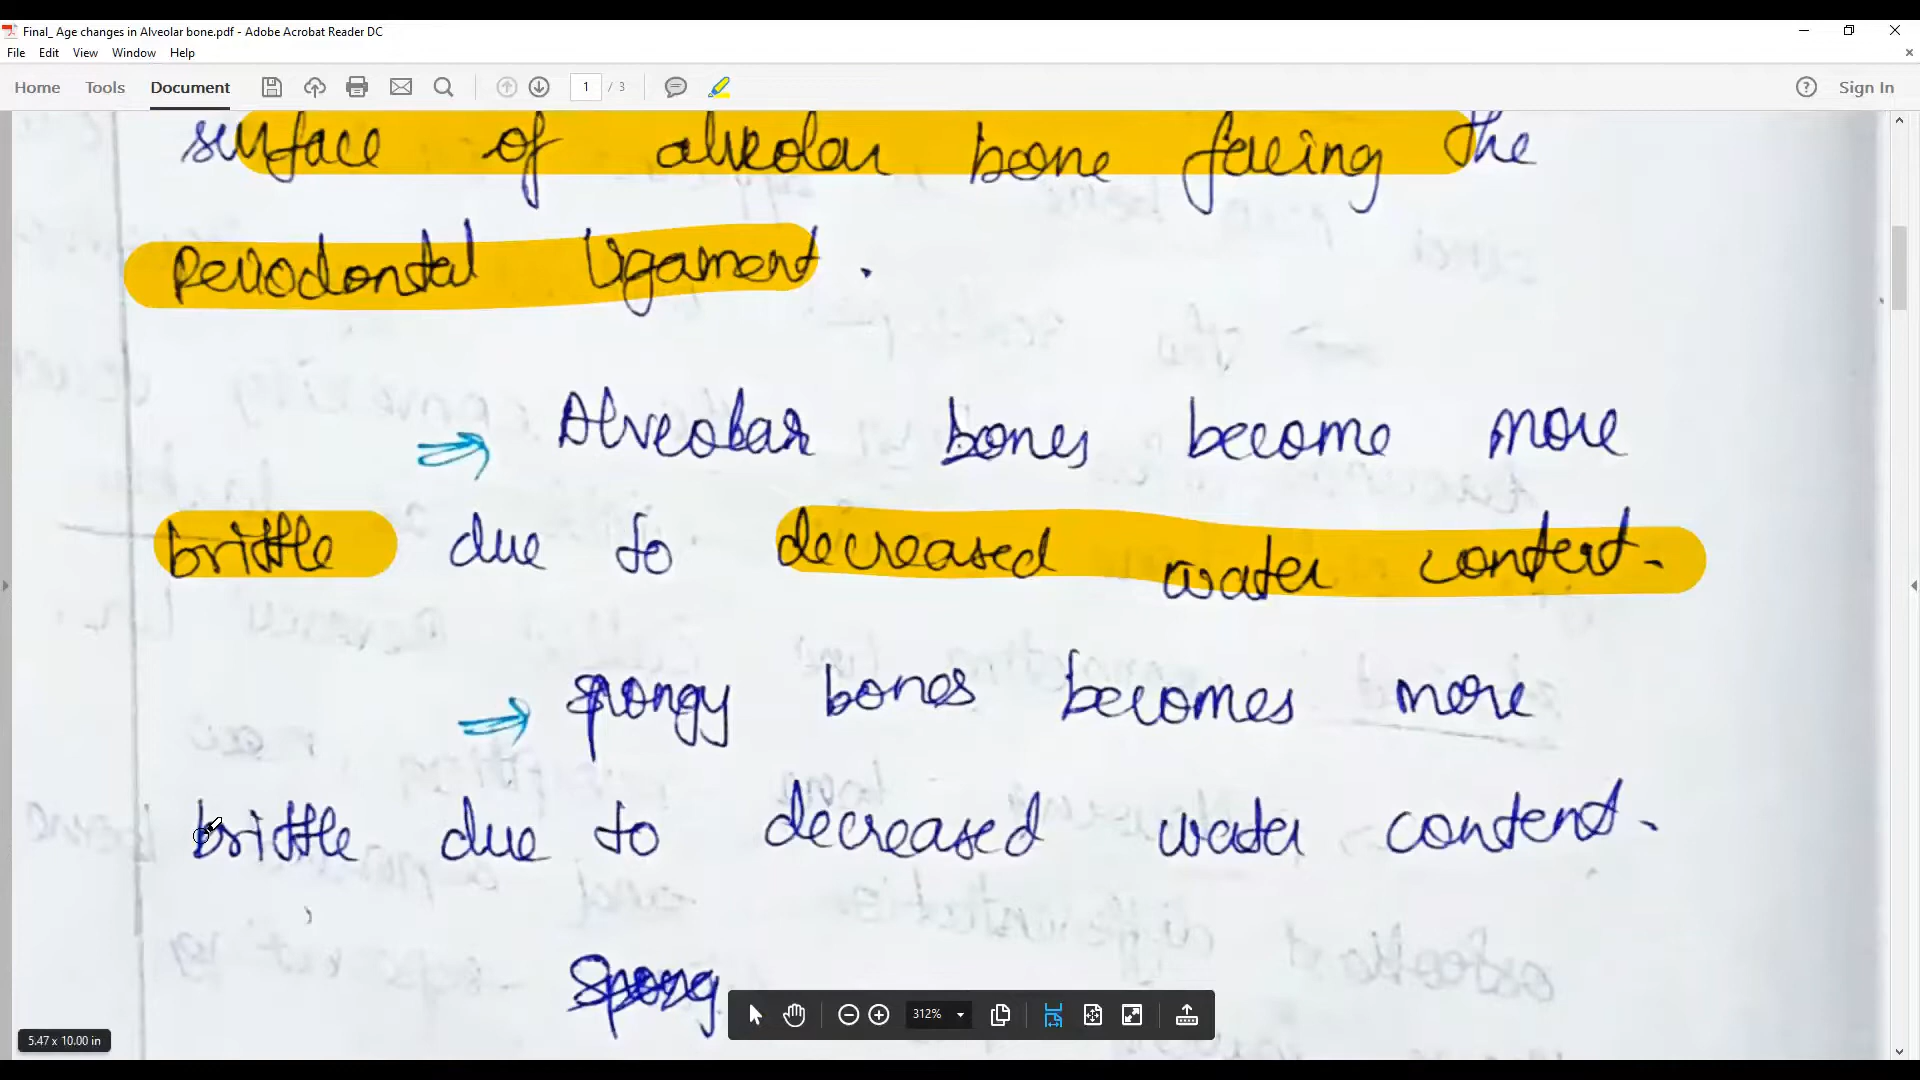 Final_ Age changes in Alveolar bone.pdf - Adobe Acrobat Reader DC
File Edit View Window Help
Home Tools Document 1 / 3 Sign In
surface of alveolar bone facing the
periodontal ligament .
Alveolar bones become more
brittle due to decreased water content.
spongy bones becomes more
brittle due to decreased water content.
Spong
312%
5.47 x 10.00 in